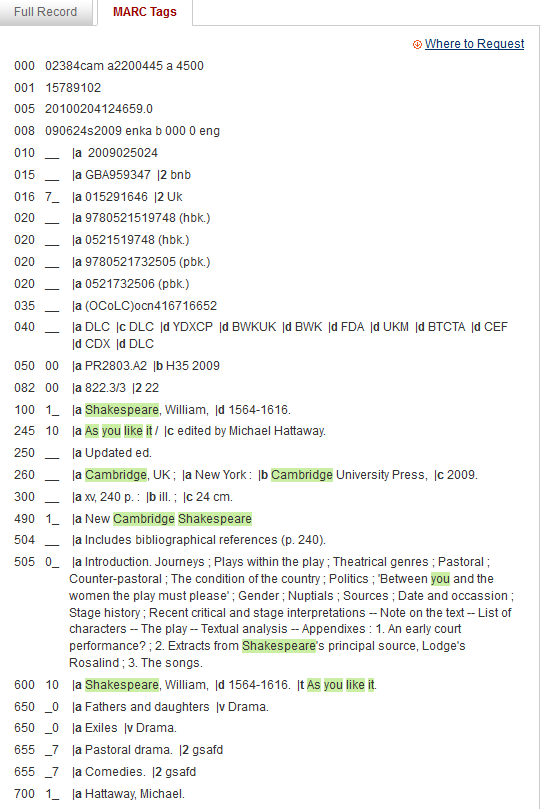 Full Record MARC Tags
Where to Request
000 02384cam a2200445 a 4500
001 15789102
005 20100204124659.0
008 090624s2009 enka b 000 0 eng
010 __ |a 2009025024
015 __ |a GBA959347 |2 bnb
016 7_ |a 015291646 |2 Uk
020 __ |a 9780521519748 (hbk.)
020 __ |a 0521519748 (hbk.)
020 __ |a 9780521732505 (pbk.)
020 __ |a 0521732506 (pbk.)
035 __ |a (OCoLC)ocn416716652
040 __ |a DLC |c DLC |d YDXCP |d BWKUK |d BWK |d FDA |d UKM |d BTCTA |d CEF
|d CDX |d DLC
050 00 |a PR2803.A2 |b H35 2009
082 00 |a 822.3/3 |2 22
100 1_ |a Shakespeare, William, |d 1564-1616.
245 10 |a As you like it / |c edited by Michael Hattaway.
250 __ |a Updated ed.
260 __ |a Cambridge, UK ; |a New York : |b Cambridge University Press, |c 2009.
300 __ |a xv, 240 p. : |b ill. ; |c 24 cm.
490 1_ |a New Cambridge Shakespeare
504 __ |a Includes bibliographical references (p. 240).
505 0_ |a Introduction. Journeys ; Plays within the play ; Theatrical genres ; Pastoral ;
Counter-pastoral ; The condition of the country ; Politics ; 'Between you and the
women the play must please' ; Gender ; Nuptials ; Sources ; Date and occassion ;
Stage history ; Recent critical and stage interpretations -- Note on the text -- List of
characters -- The play -- Textual analysis -- Appendixes : 1. An early court
performance? ; 2. Extracts from Shakespeare's principal source, Lodge's
Rosalind ; 3. The songs.
600 10 |a Shakespeare, William, |d 1564-1616. |t As you like it.
650 _0 |a Fathers and daughters |v Drama.
650 _0 |a Exiles |v Drama.
655 _7 |a Pastoral drama. |2 gsafd
655 _7 |a Comedies. |2 gsafd
700 1_ |a Hattaway, Michael.